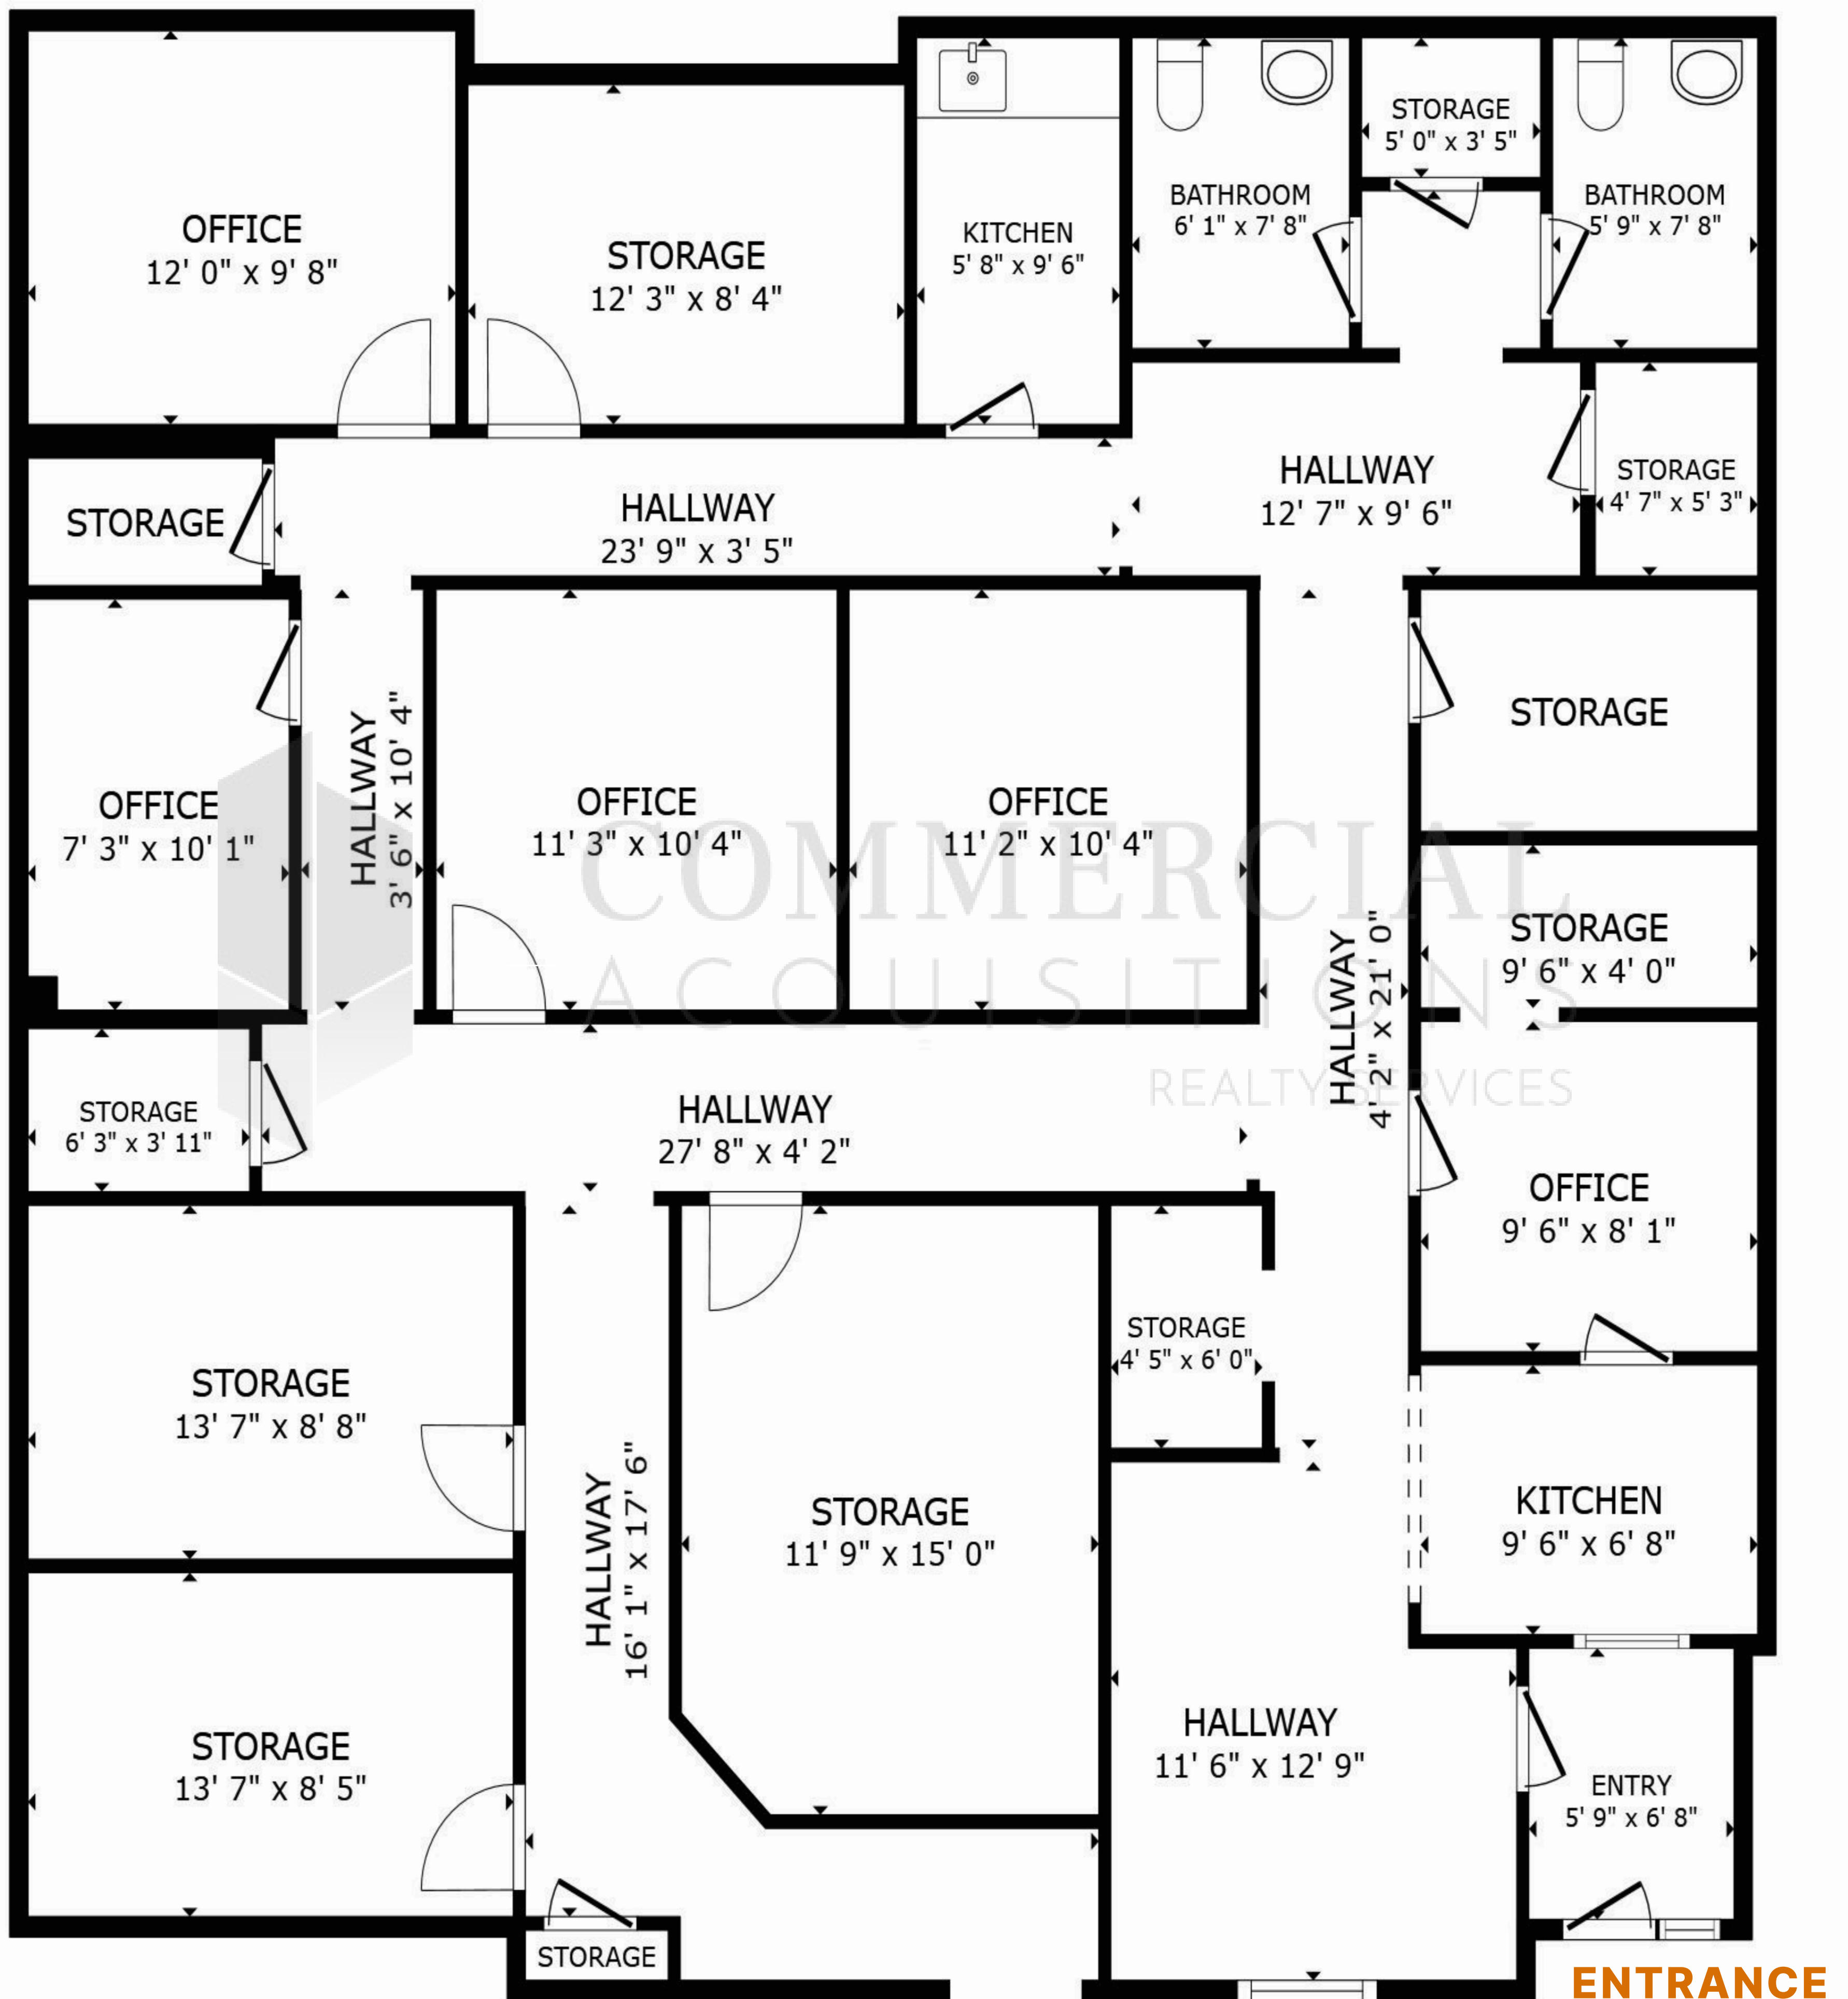 OFFICE
12' 0" x 9' 8"
STORAGE
12' 3" x 8' 4"
KITCHEN
5' 8" x 9' 6"
BATHROOM
6' 1" x 7' 8"
STORAGE
5' 0" x 3' 5"
BATHROOM
5' 9" x 7' 8"
STORAGE
HALLWAY
23' 9" x 3' 5"
HALLWAY
12' 7" x 9' 6"
STORAGE
4' 7" x 5' 3"
OFFICE
7' 3" x 10' 1"
HALLWAY
3' 6" x 10' 4"
OFFICE
11' 3" x 10' 4"
OFFICE
11' 2" x 10' 4"
HALLWAY
4' 2" x 21' 0"
STORAGE
STORAGE
9' 6" x 4' 0"
COMMERCIAL
ACQUISITIONS
REALTY SERVICES
STORAGE
6' 3" x 3' 11"
HALLWAY
27' 8" x 4' 2"
OFFICE
9' 6" x 8' 1"
STORAGE
13' 7" x 8' 8"
HALLWAY
16' 1" x 17' 6"
STORAGE
11' 9" x 15' 0"
STORAGE
4' 5" x 6' 0"
KITCHEN
9' 6" x 6' 8"
STORAGE
13' 7" x 8' 5"
HALLWAY
11' 6" x 12' 9"
ENTRY
5' 9" x 6' 8"
STORAGE
ENTRANCE